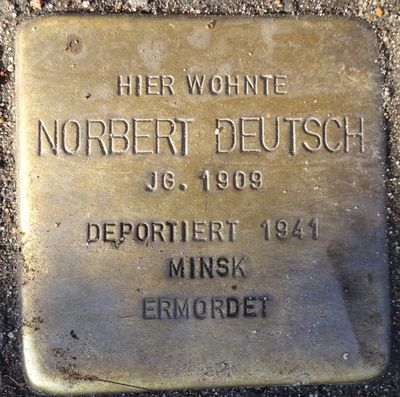 HIER WOHNTE
NORBERT DEUTSCH
JG. 1909
DEPORTIERT 1941
MINSK
ERMORDET